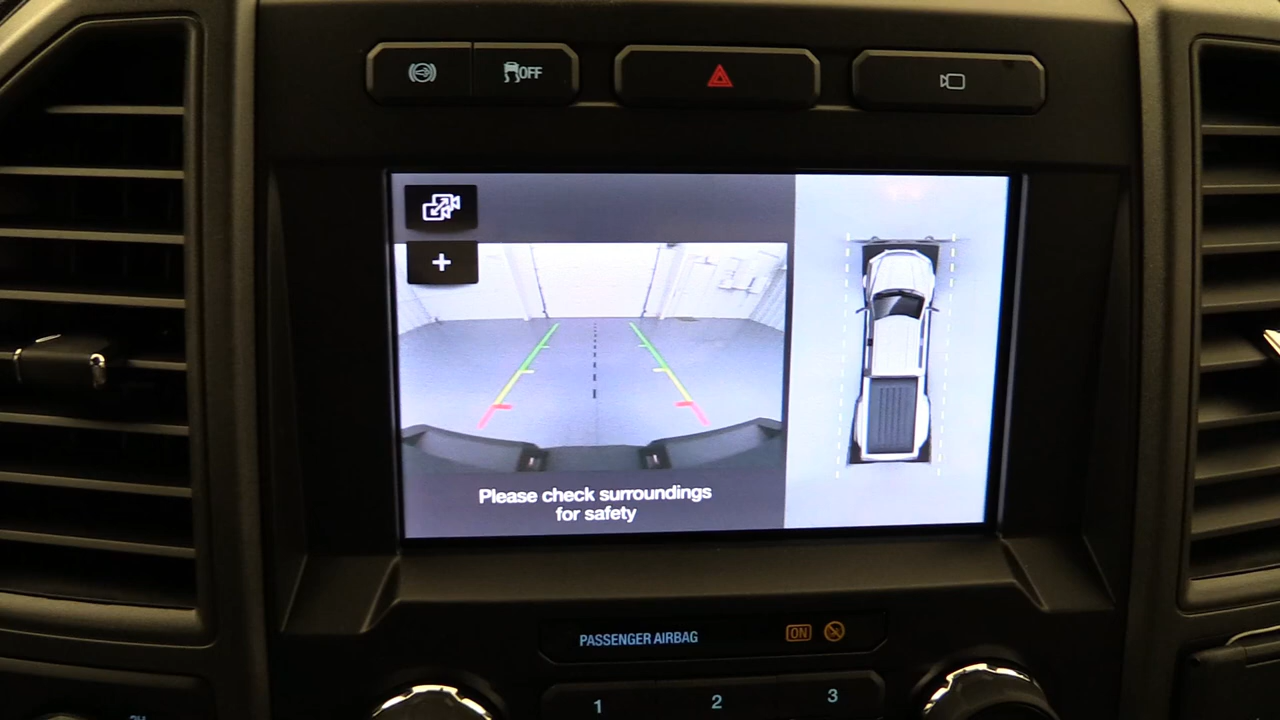 OFF
+
Please check surroundings
for safety
PASSENGER AIRBAG ON
1 2 3